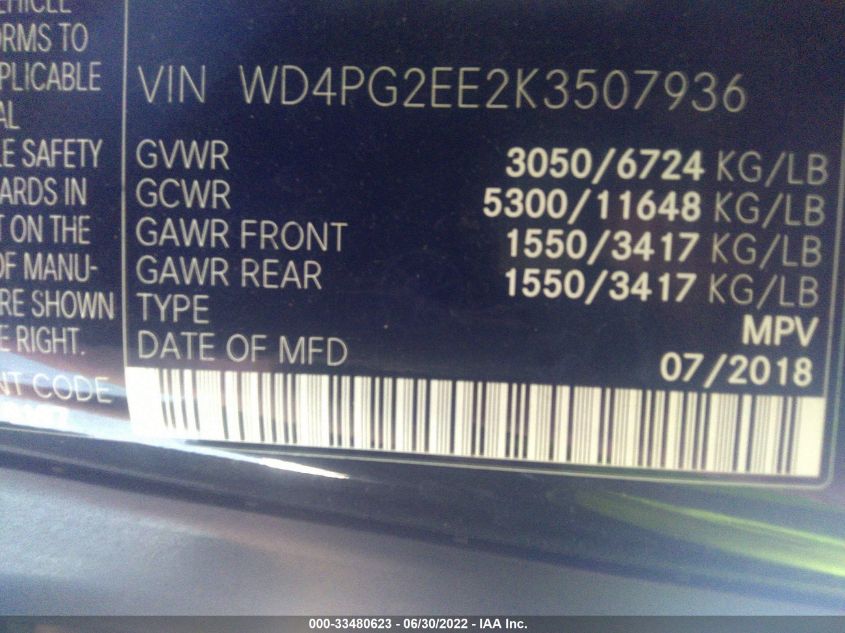 EHICLE
ORMS TO
PPLICABLE
AL
E SAFETY
ARDS IN
T ON THE
OF MANU-
RE SHOWN
E RIGHT.
NT CODE
VIN WD4PG2EE2K3507936
GVWR 3050/6724 KG/LB
GCWR 5300/11648 KG/LB
GAWR FRONT 1550/3417 KG/LB
GAWR REAR 1550/3417 KG/LB
TYPE MPV
DATE OF MFD 07/2018
000-33480623 - 06/30/2022 - IAA Inc.